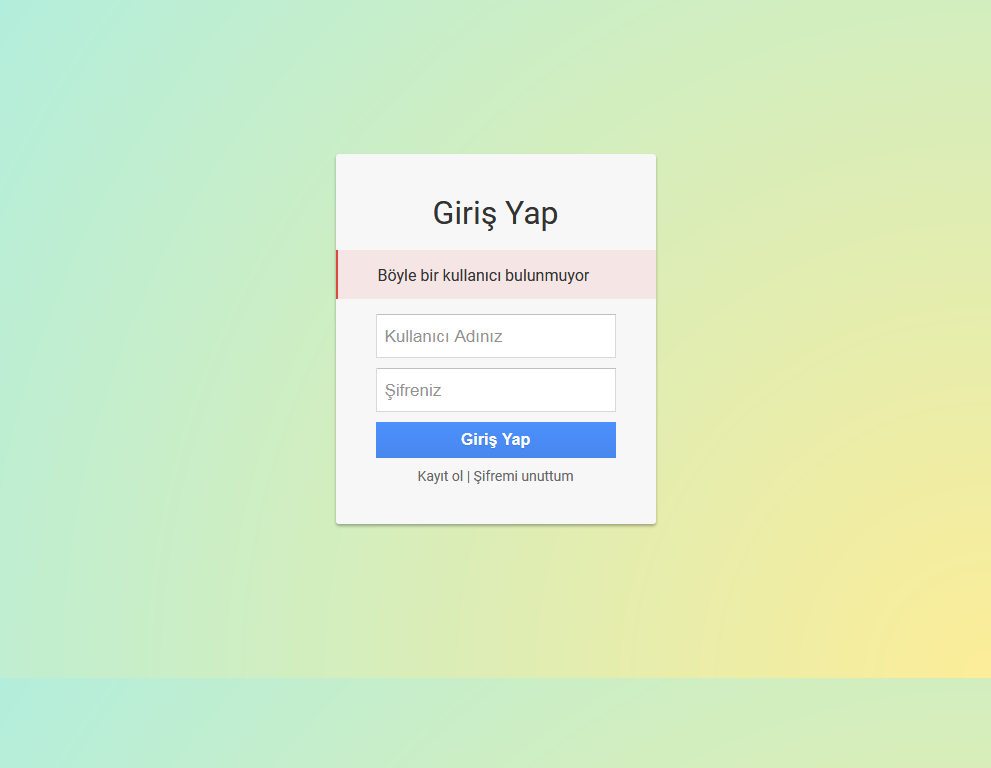 Giriş Yap
Böyle bir kullanıcı bulunmuyor
Kullanıcı Adınız
Şifreniz
Giriş Yap
Kayıt ol | Şifremi unuttum